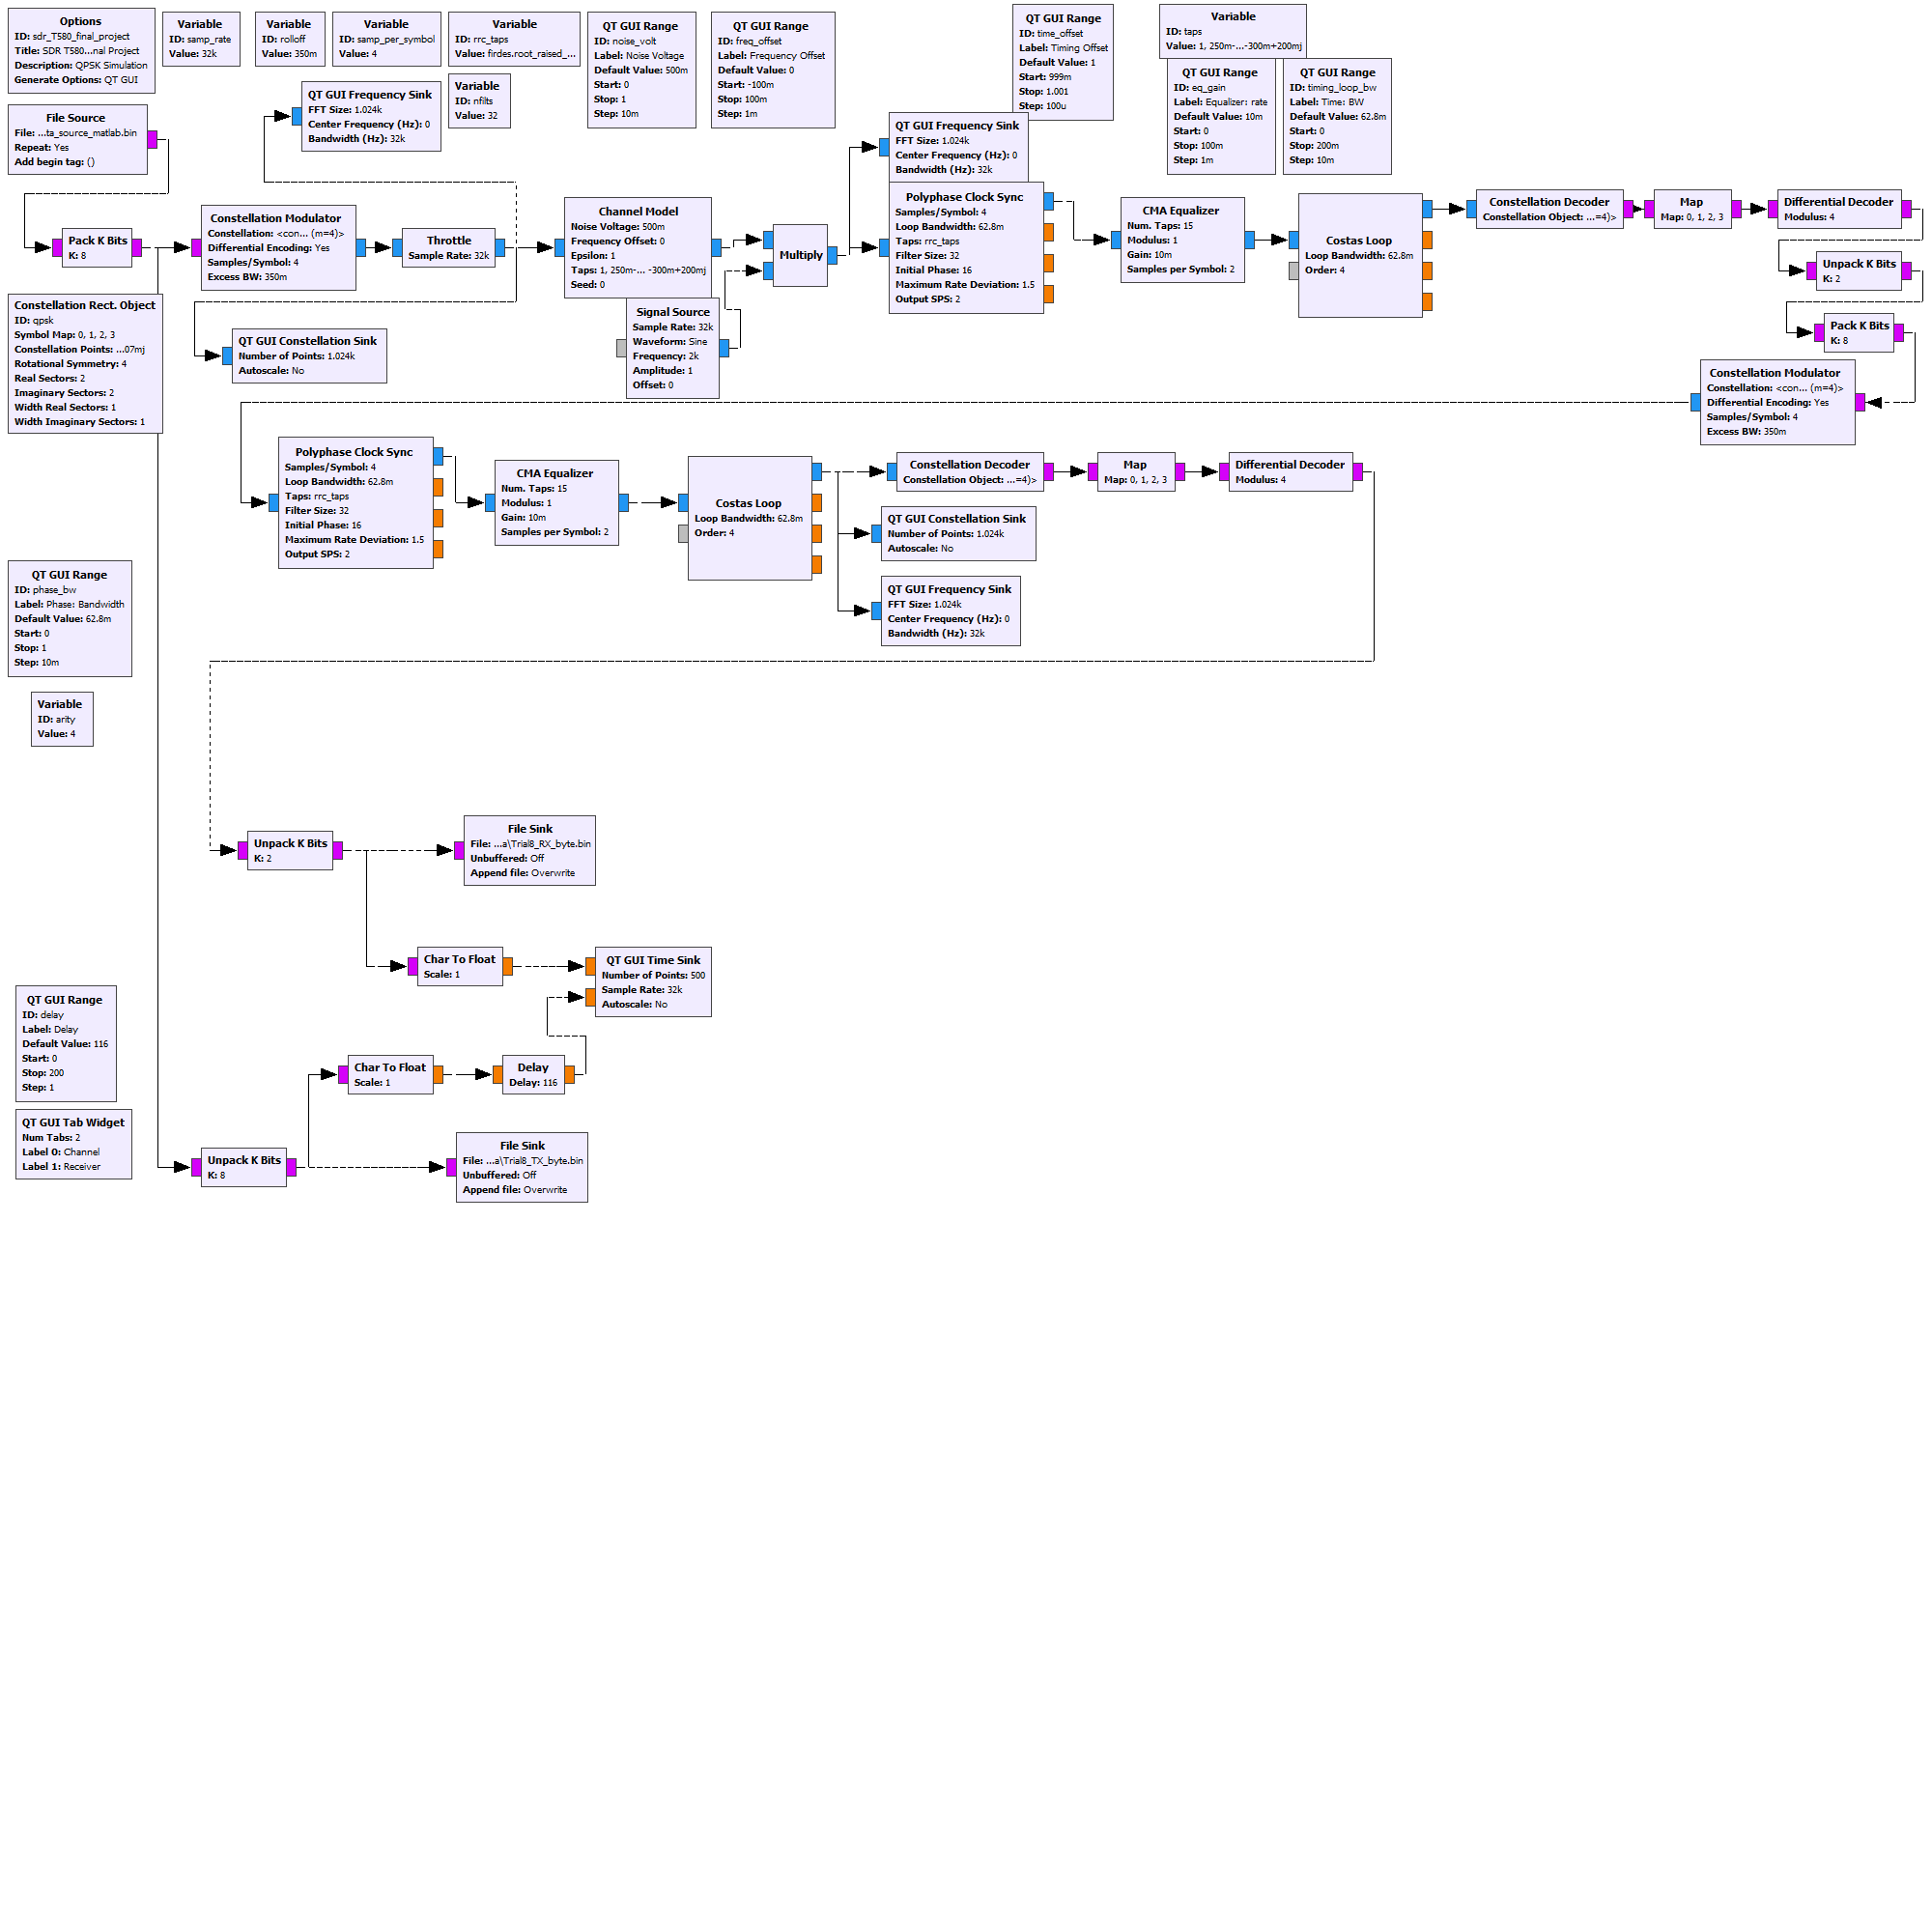 Options
ID: sdr_T580_final_project
Title: SDR T580...nal Project
Description: QPSK Simulation
Generate Options: QT GUI
Variable
ID: samp_rate
Value: 32k
Variable
ID: rolloff
Value: 350m
Variable
ID: samp_per_symbol
Value: 4
Variable
ID: rrc_taps
Value: firdes.root_raised_...
Variable
ID: nfilts
Value: 32
QT GUI Range
ID: noise_volt
Label: Noise Voltage
Default Value: 500m
Start: 0
Stop: 1
Step: 10m
QT GUI Range
ID: freq_offset
Label: Frequency Offset
Default Value: 0
Start: -100m
Stop: 100m
Step: 1m
QT GUI Range
ID: time_offset
Label: Timing Offset
Default Value: 1
Start: 999m
Stop: 1.001
Step: 100u
Variable
ID: taps
Value: 1, 250m-...-300m+200mj
QT GUI Range
ID: eq_gain
Label: Equalizer: rate
Default Value: 10m
Start: 0
Stop: 100m
Step: 1m
QT GUI Range
ID: timing_loop_bw
Label: Time: BW
Default Value: 62.8m
Start: 0
Stop: 200m
Step: 10m
File Source
File: ...ta_source_matlab.bin
Repeat: Yes
Add begin tag: ()
QT GUI Frequency Sink
FFT Size: 1.024k
Center Frequency (Hz): 0
Bandwidth (Hz): 32k
QT GUI Frequency Sink
FFT Size: 1.024k
Center Frequency (Hz): 0
Bandwidth (Hz): 32k
Pack K Bits
K: 8
Constellation Modulator
Constellation: <con... (m=4)>
Differential Encoding: Yes
Samples/Symbol: 4
Excess BW: 350m
Throttle
Sample Rate: 32k
Channel Model
Noise Voltage: 500m
Frequency Offset: 0
Epsilon: 1
Taps: 1, 250m-... -300m+200mj
Seed: 0
Multiply
Polyphase Clock Sync
Samples/Symbol: 4
Loop Bandwidth: 62.8m
Taps: rrc_taps
Filter Size: 32
Initial Phase: 16
Maximum Rate Deviation: 1.5
Output SPS: 2
CMA Equalizer
Num. Taps: 15
Modulus: 1
Gain: 10m
Samples per Symbol: 2
Costas Loop
Loop Bandwidth: 62.8m
Order: 4
Constellation Decoder
Constellation Object: ...=4)>
Map
Map: 0, 1, 2, 3
Differential Decoder
Modulus: 4
Unpack K Bits
K: 2
Pack K Bits
K: 8
Constellation Modulator
Constellation: <con... (m=4)>
Differential Encoding: Yes
Samples/Symbol: 4
Excess BW: 350m
Constellation Rect. Object
ID: qpsk
Symbol Map: 0, 1, 2, 3
Constellation Points: ...07mj
Rotational Symmetry: 4
Real Sectors: 2
Imaginary Sectors: 2
Width Real Sectors: 1
Width Imaginary Sectors: 1
QT GUI Constellation Sink
Number of Points: 1.024k
Autoscale: No
Signal Source
Sample Rate: 32k
Waveform: Sine
Frequency: 2k
Amplitude: 1
Offset: 0
Polyphase Clock Sync
Samples/Symbol: 4
Loop Bandwidth: 62.8m
Taps: rrc_taps
Filter Size: 32
Initial Phase: 16
Maximum Rate Deviation: 1.5
Output SPS: 2
CMA Equalizer
Num. Taps: 15
Modulus: 1
Gain: 10m
Samples per Symbol: 2
Costas Loop
Loop Bandwidth: 62.8m
Order: 4
Constellation Decoder
Constellation Object: ...=4)>
Map
Map: 0, 1, 2, 3
Differential Decoder
Modulus: 4
QT GUI Constellation Sink
Number of Points: 1.024k
Autoscale: No
QT GUI Frequency Sink
FFT Size: 1.024k
Center Frequency (Hz): 0
Bandwidth (Hz): 32k
QT GUI Range
ID: phase_bw
Label: Phase: Bandwidth
Default Value: 62.8m
Start: 0
Stop: 1
Step: 10m
Variable
ID: arity
Value: 4
Unpack K Bits
K: 2
File Sink
File: ...a\Trial8_RX_byte.bin
Unbuffered: Off
Append file: Overwrite
Char To Float
Scale: 1
QT GUI Time Sink
Number of Points: 500
Sample Rate: 32k
Autoscale: No
QT GUI Range
ID: delay
Label: Delay
Default Value: 116
Start: 0
Stop: 200
Step: 1
Char To Float
Scale: 1
Delay
Delay: 116
QT GUI Tab Widget
Num Tabs: 2
Label 0: Channel
Label 1: Receiver
Unpack K Bits
K: 8
File Sink
File: ...a\Trial8_TX_byte.bin
Unbuffered: Off
Append file: Overwrite